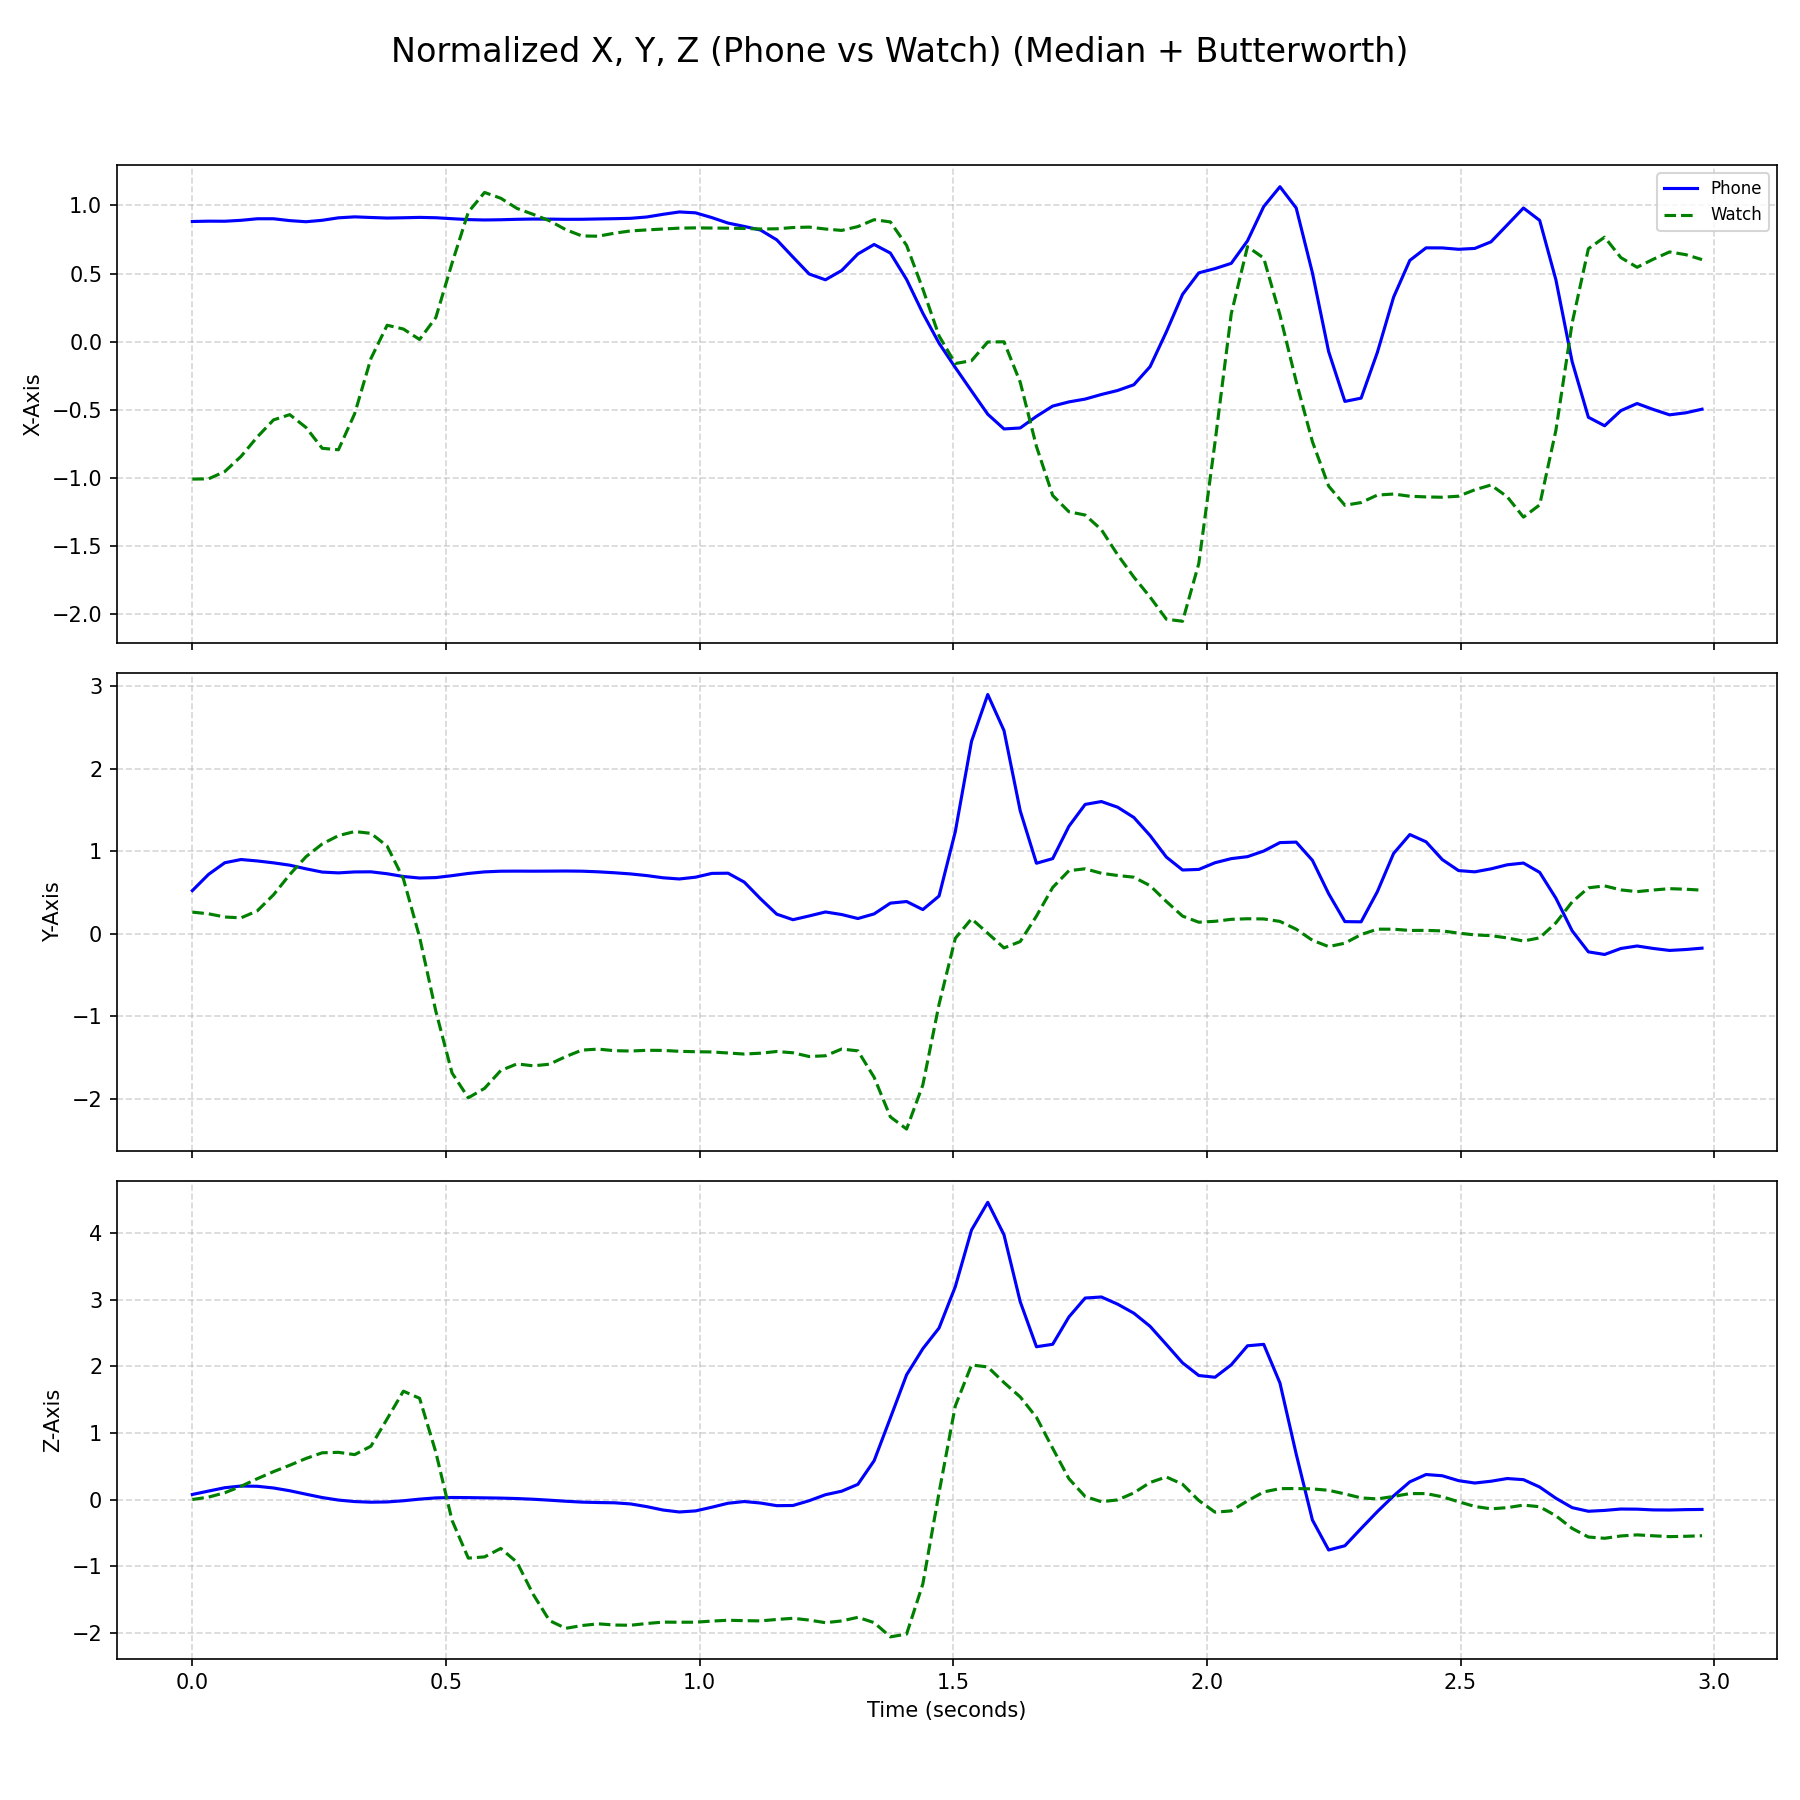 Normalized X, Y, Z (Phone vs Watch) (Median + Butterworth)
Phone
Watch
1.0
0.5
0.0
−0.5
−1.0
−1.5
−2.0
X-Axis
3
2
1
0
−1
−2
Y-Axis
4
3
2
1
0
−1
−2
Z-Axis
0.0 0.5 1.0 1.5 2.0 2.5 3.0
Time (seconds)